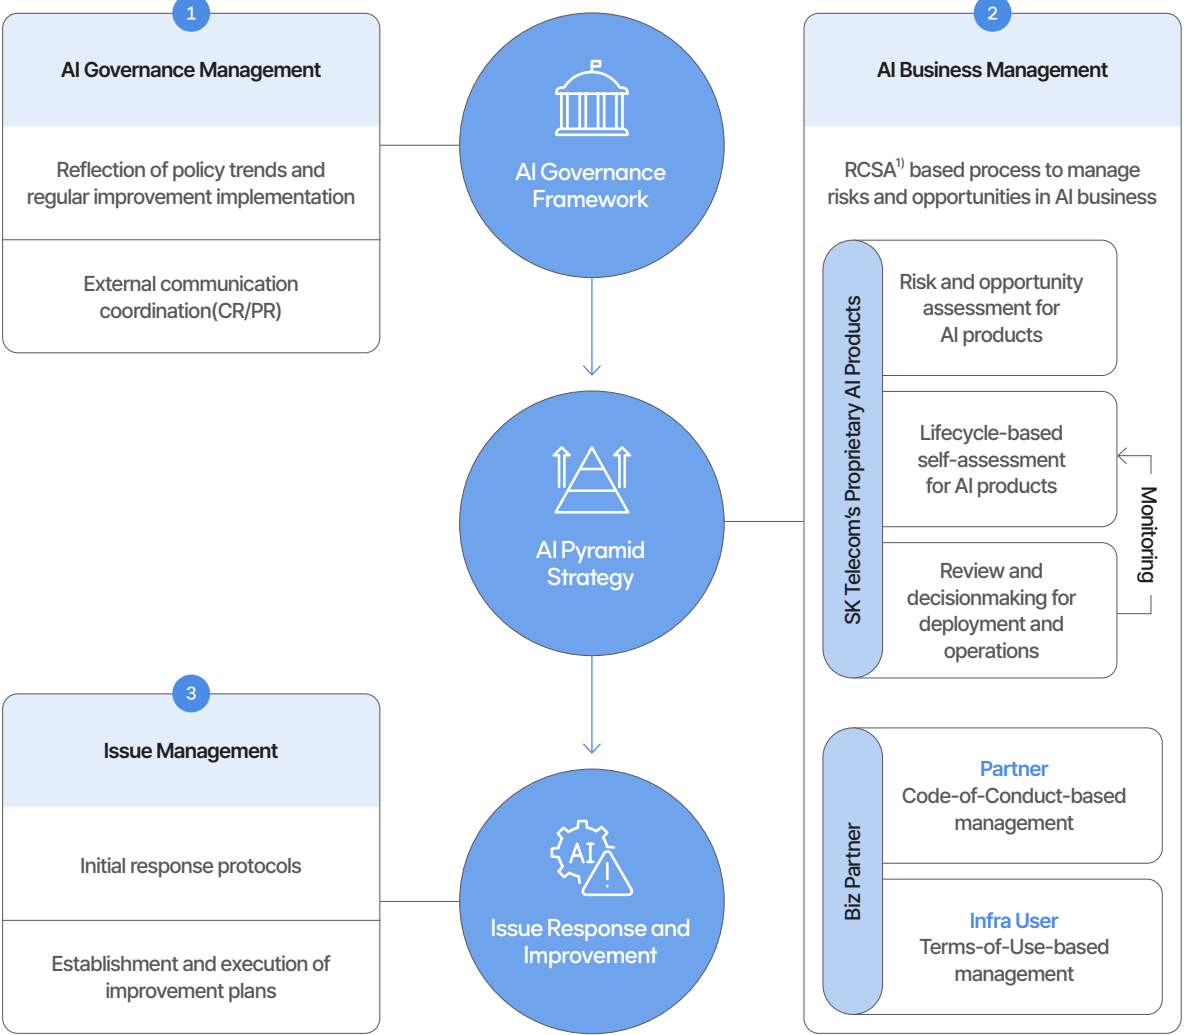 1
AI Governance Management
Reflection of policy trends and
regular improvement implementation
External communication
coordination(CR/PR)
AI Governance
Framework
AI Pyramid
Strategy
2
AI Business Management
RCSA1) based process to manage
risks and opportunities in AI business
SK Telecom’s Proprietary AI Products
Risk and opportunity
assessment for
AI products
Lifecycle-based
self-assessment
for AI products
Review and
decisionmaking for
deployment and
operations
Monitoring
Biz Partner
Partner
Code-of-Conduct-based
management
Infra User
Terms-of-Use-based
management
3
Issue Management
Initial response protocols
Establishment and execution of
improvement plans
AI
Issue Response and
Improvement